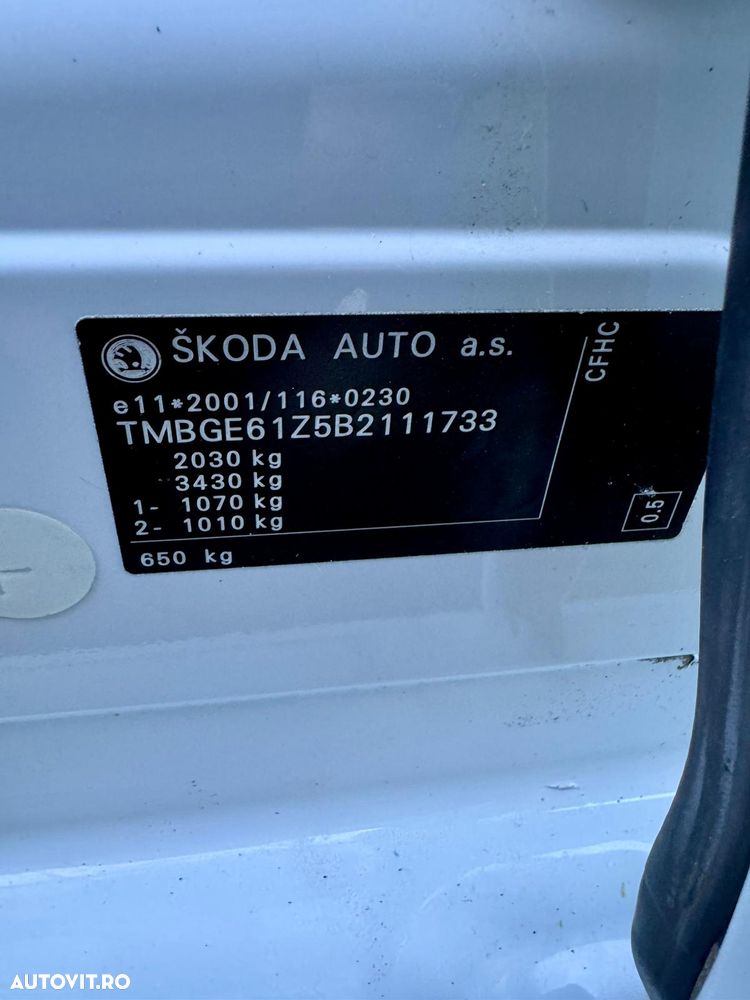 ŠKODA AUTO a.s.
e11*2001/116*0230
TMBGE61Z5B2111733
2030 kg
3430 kg
1- 1070 kg
2- 1010 kg
650 kg
CFHC
0.5
AUTOVIT.RO